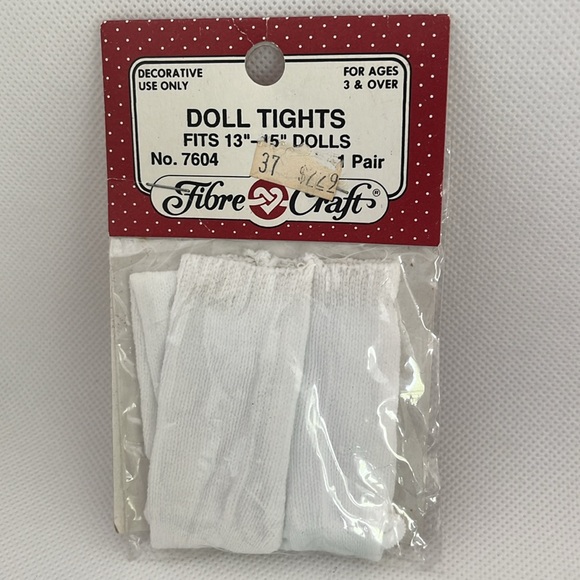 DECORATIVE
USE ONLY
FOR AGES
3 & OVER
DOLL TIGHTS
FITS 13"-15" DOLLS
No. 7604
1 Pair
37
Fibre Craft®